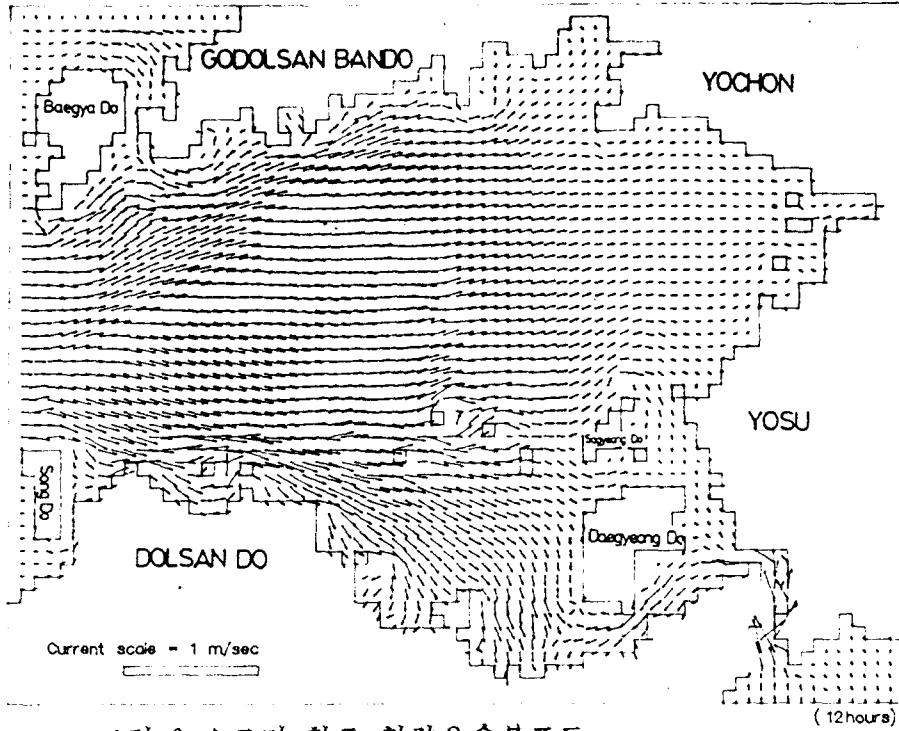 GODOLSAN BANDO
YOCHON
Baegya Do
YOSU
Sogyeong Do
Song Do
Daegyeong Do
DOLSAN DO
Current scale = 1 m/sec
(12hours)